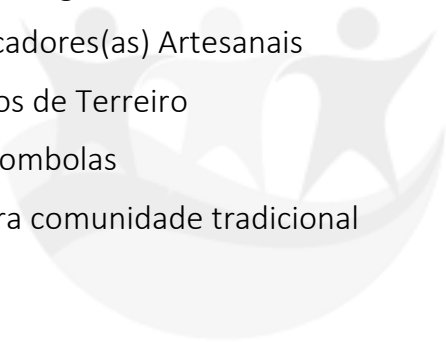 cadores(as) Artesanais
os de Terreiro
ombolas
ra comunidade tradicional